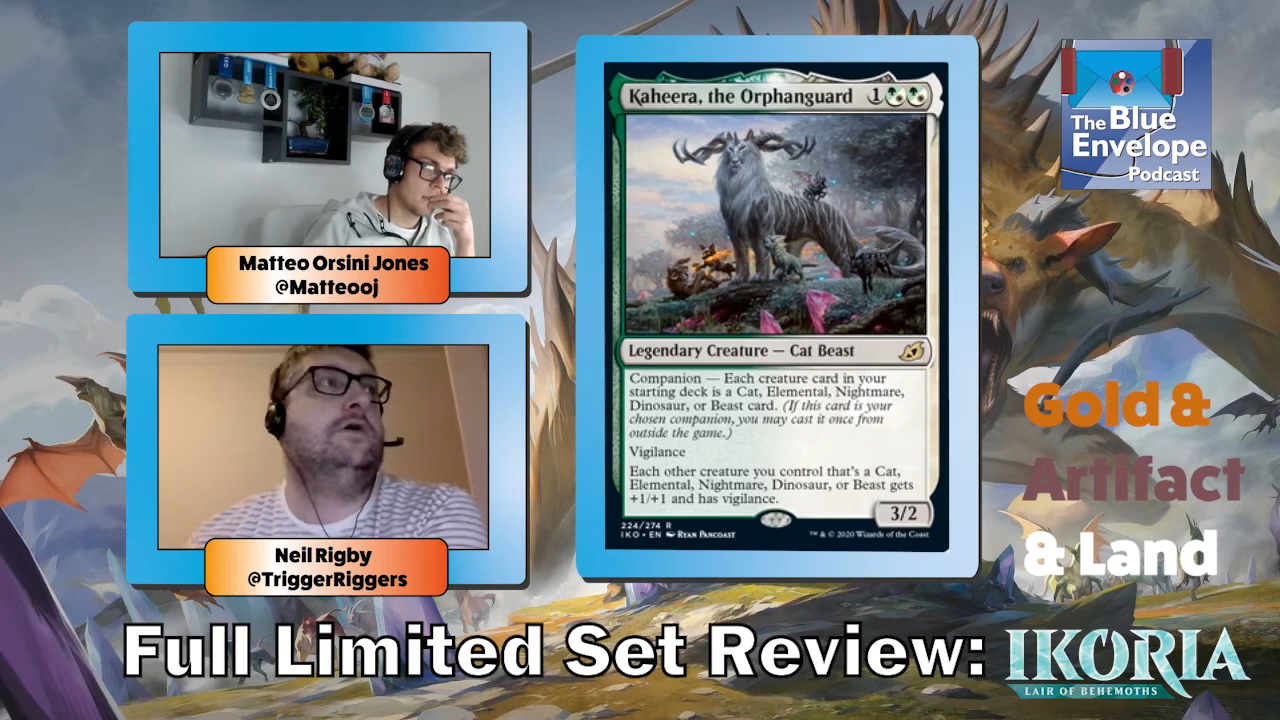 Matteo Orsini Jones
@Matteooj
Neil Rigby
@TriggerRiggers
Kaheera, the Orphanguard 1
Legendary Creature — Cat Beast
Companion — Each creature card in your
starting deck is a Cat, Elemental, Nightmare,
Dinosaur, or Beast card. (If this card is your
chosen companion, you may cast it once from
outside the game.)
Vigilance
Each other creature you control that's a Cat,
Elemental, Nightmare, Dinosaur, or Beast gets
+1/+1 and has vigilance.
3/2
224/274 R
IKO • EN Ryan Pancoast
™ & © 2020 Wizards of the Coast
The Blue
Envelope
Podcast
Gold &
Artifact
& Land
Full Limited Set Review:
IKORIA
LAIR OF BEHEMOTHS